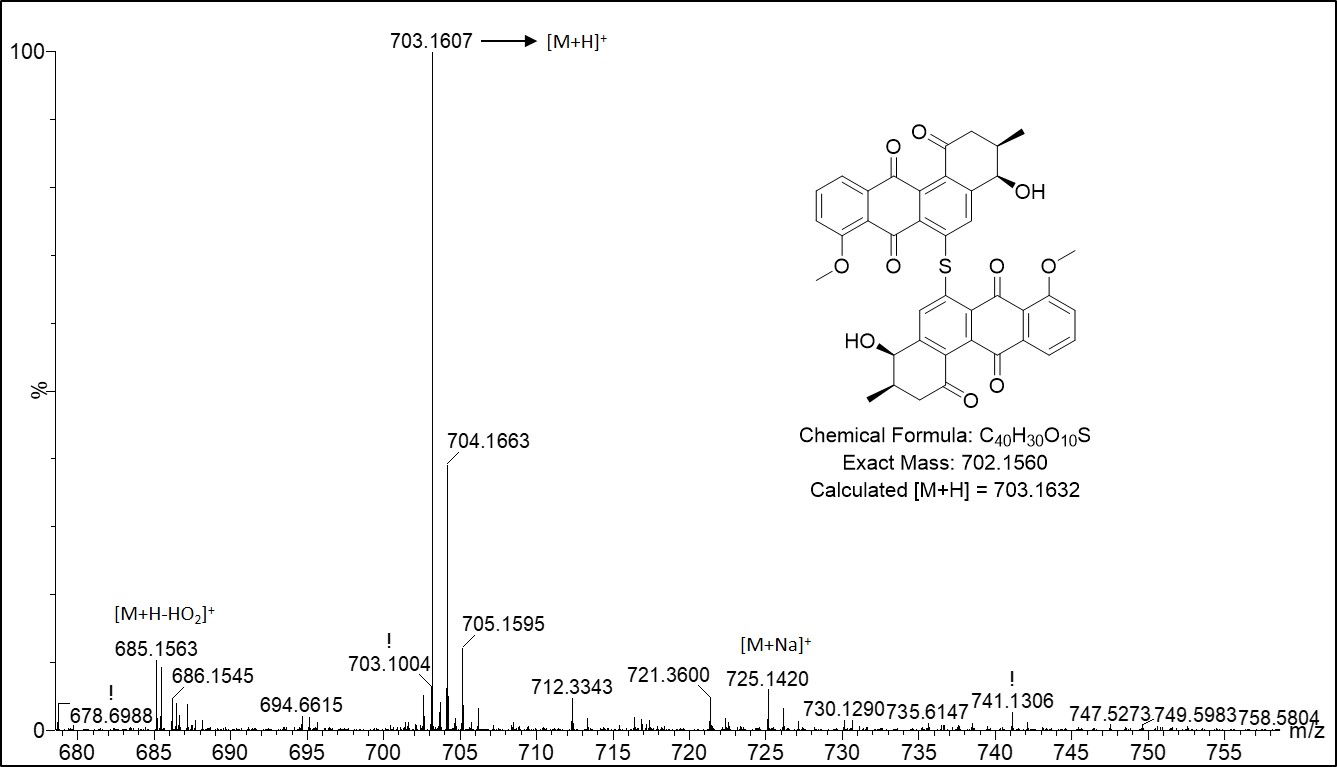 100
703.1607
[M+H]⁺
O
O
O
OH
O
O
S
O
O
HO
O
O
Chemical Formula: C₄₀H₃₀O₁₀S
Exact Mass: 702.1560
Calculated [M+H] = 703.1632
%
704.1663
[M+H-HO₂]⁺
685.1563
!
686.1545
678.6988
694.6615
!
703.1004
705.1595
712.3343
721.3600
[M+Na]⁺
725.1420
730.1290
735.6147
!
741.1306
747.5273
749.5983
758.5804
0
m/z
680 685 690 695 700 705 710 715 720 725 730 735 740 745 750 755